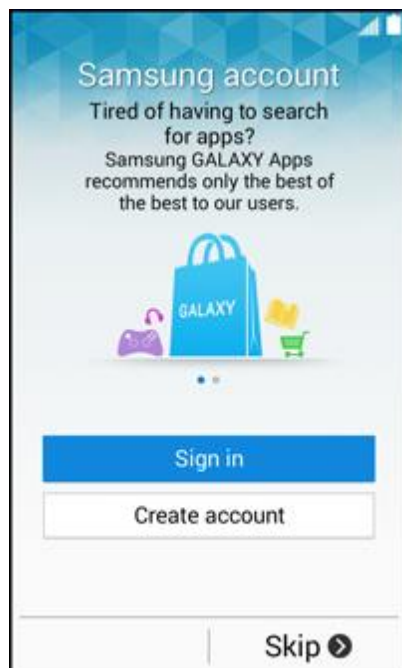 Samsung account
Tired of having to search
for apps?
Samsung GALAXY Apps
recommends only the best of
the best to our users.
GALAXY
Sign in
Create account
Skip